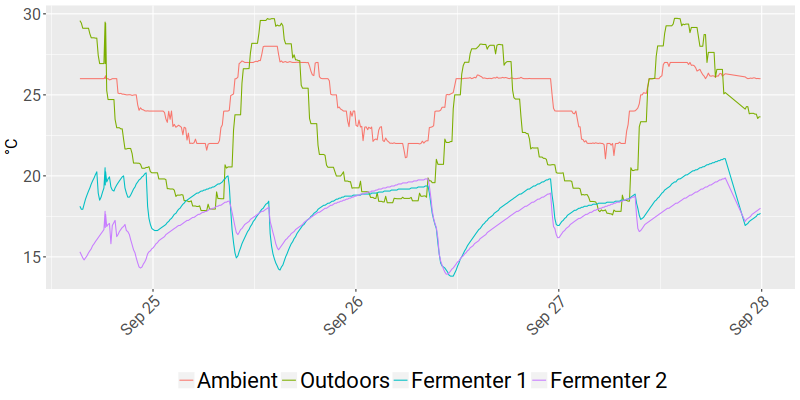 30
25
20
15
°C
Sep 25
Sep 26
Sep 27
Sep 28
Ambient Outdoors Fermenter 1 Fermenter 2